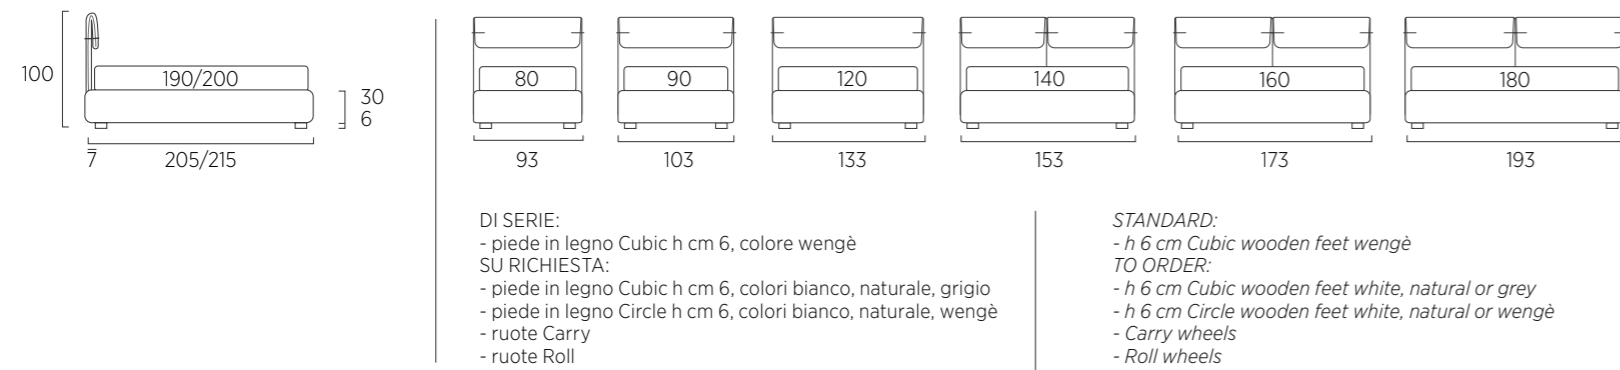 100
190/200
30
6
7
205/215
80
90
120
140
160
180
93
103
133
153
173
193
DI SERIE:
- piede in legno Cubic h cm 6, colore wengè
SU RICHIESTA:
- piede in legno Cubic h cm 6, colori bianco, naturale, grigio
- piede in legno Circle h cm 6, colori bianco, naturale, wengè
- ruote Carry
- ruote Roll
STANDARD:
- h 6 cm Cubic wooden feet wengè
TO ORDER:
- h 6 cm Cubic wooden feet white, natural or grey
- h 6 cm Circle wooden feet white, natural or wengè
- Carry wheels
- Roll wheels